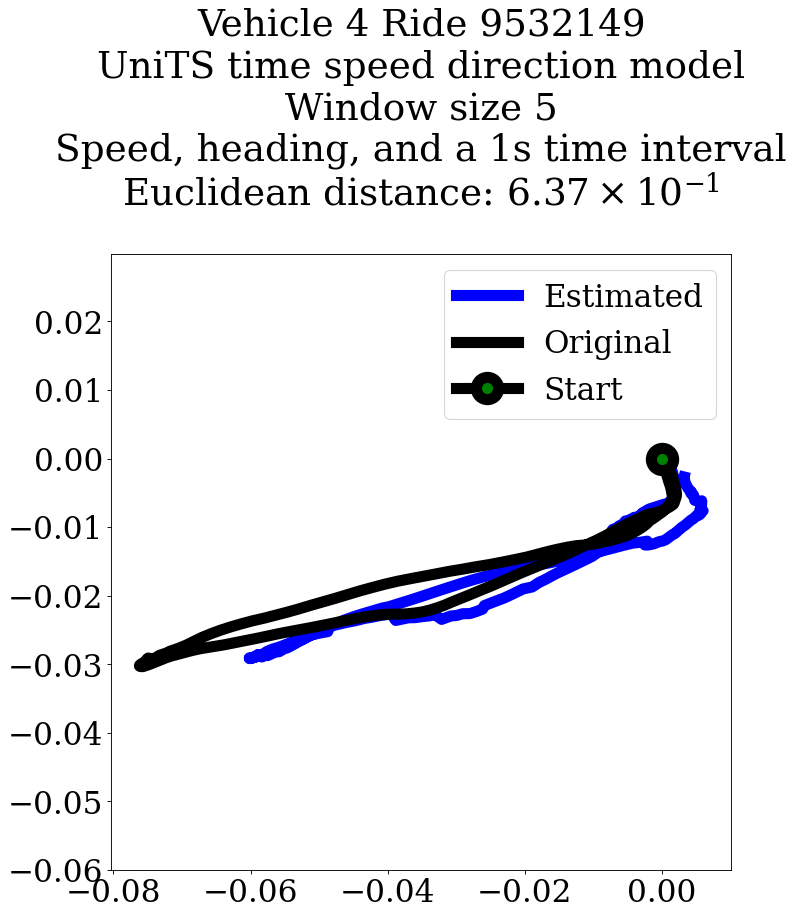 Vehicle 4 Ride 9532149
UniTS time speed direction model
Window size 5
Speed, heading, and a 1s time interval
Euclidean distance: 6.37 × 10⁻¹
Estimated
Original
Start
0.02
0.01
0.00
−0.01
−0.02
−0.03
−0.04
−0.05
−0.06
−0.08 −0.06 −0.04 −0.02 0.00